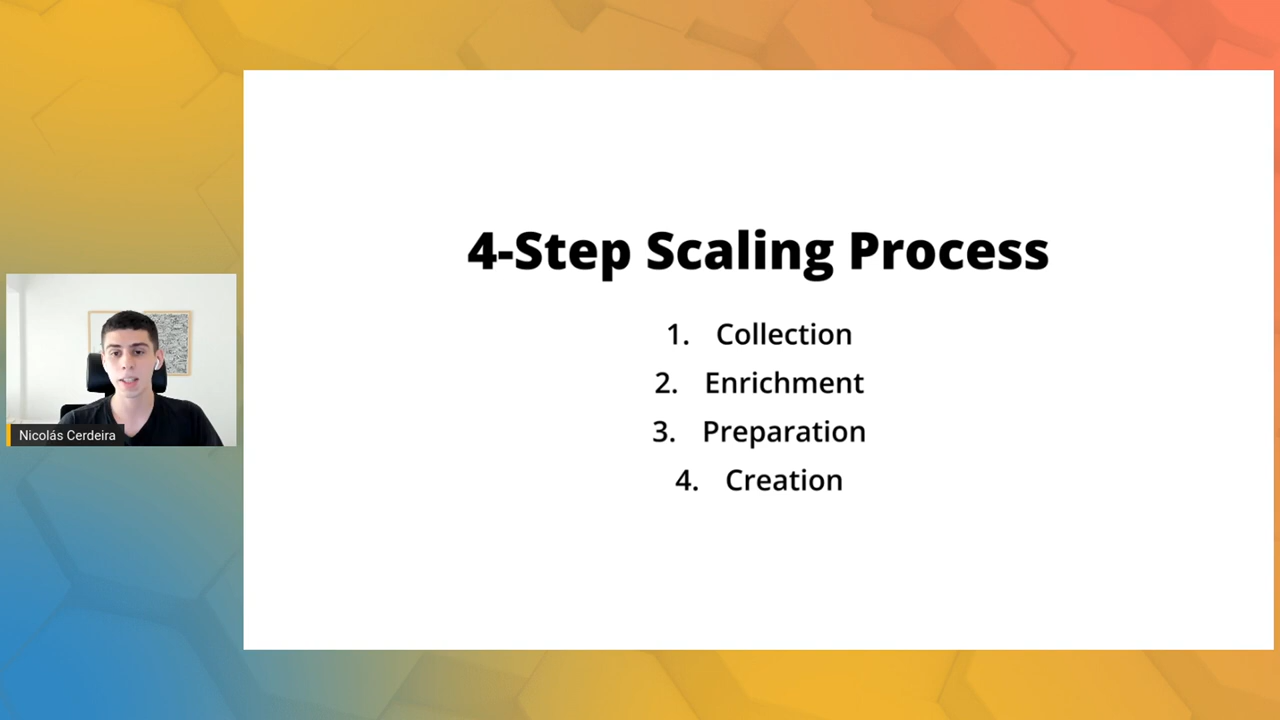 4-Step Scaling Process
1. Collection
2. Enrichment
3. Preparation
4. Creation
Nicolás Cerdeira